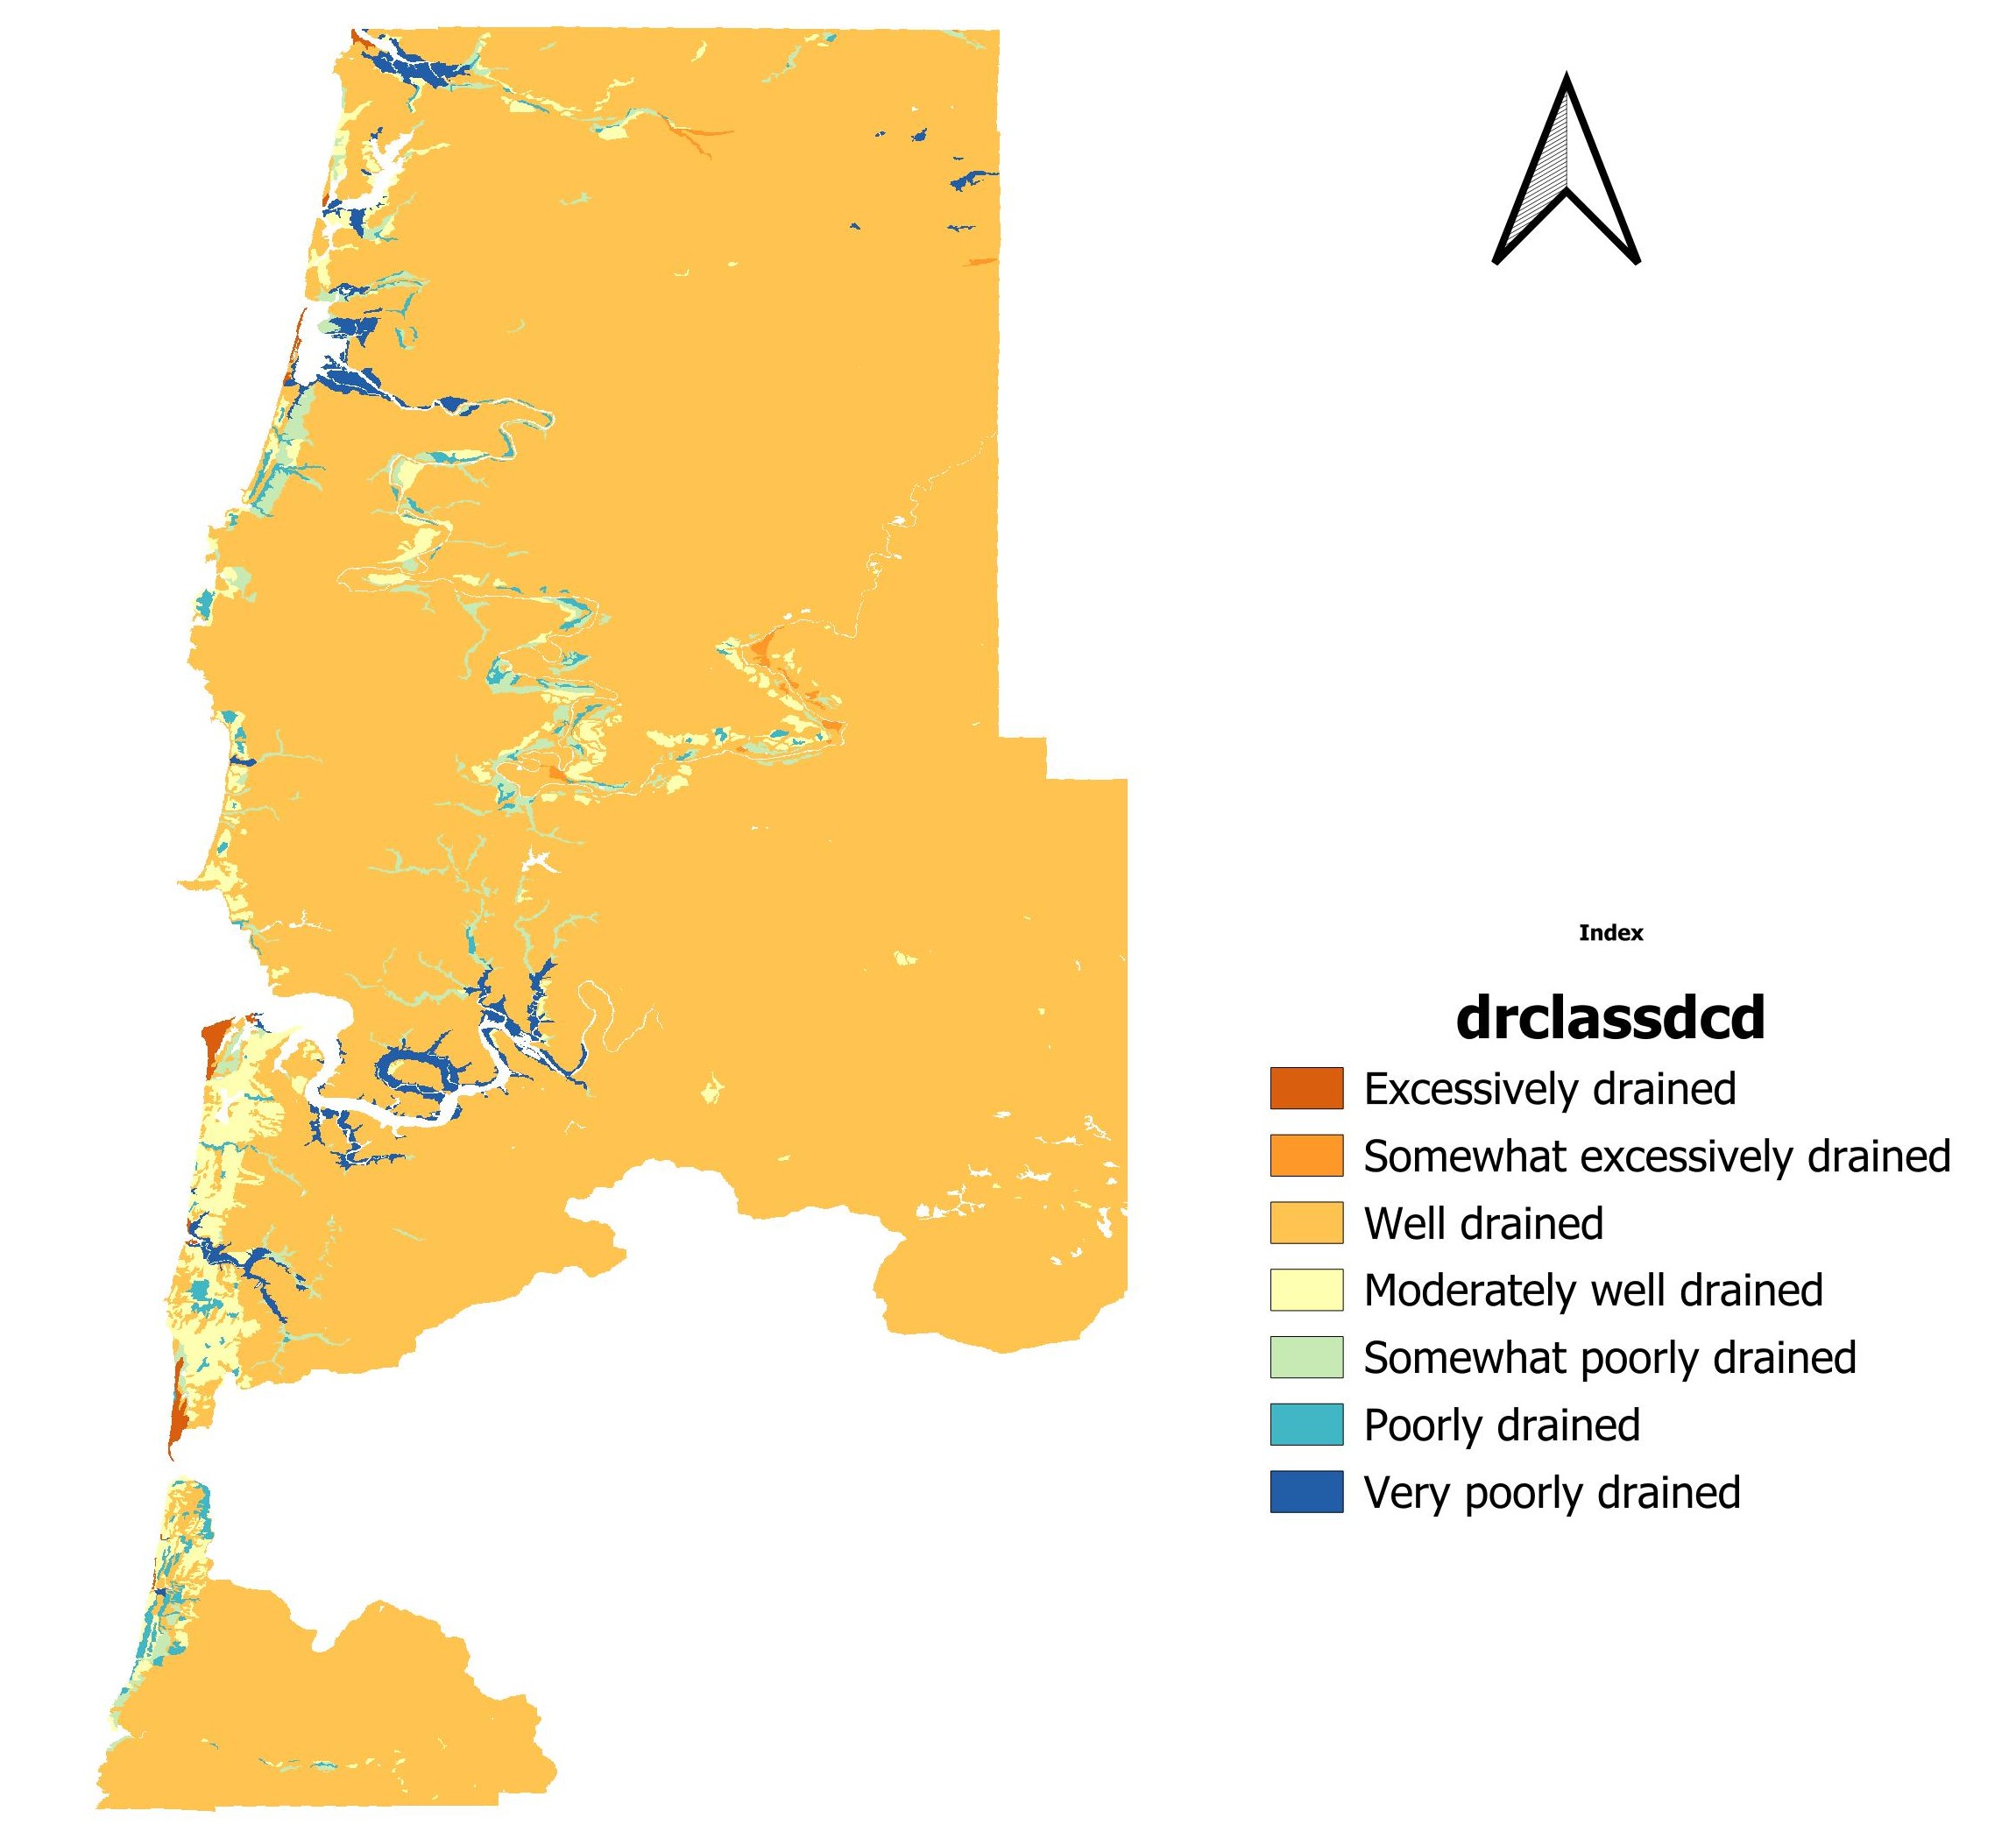 Index
drclassdcd
Excessively drained
Somewhat excessively drained
Well drained
Moderately well drained
Somewhat poorly drained
Poorly drained
Very poorly drained